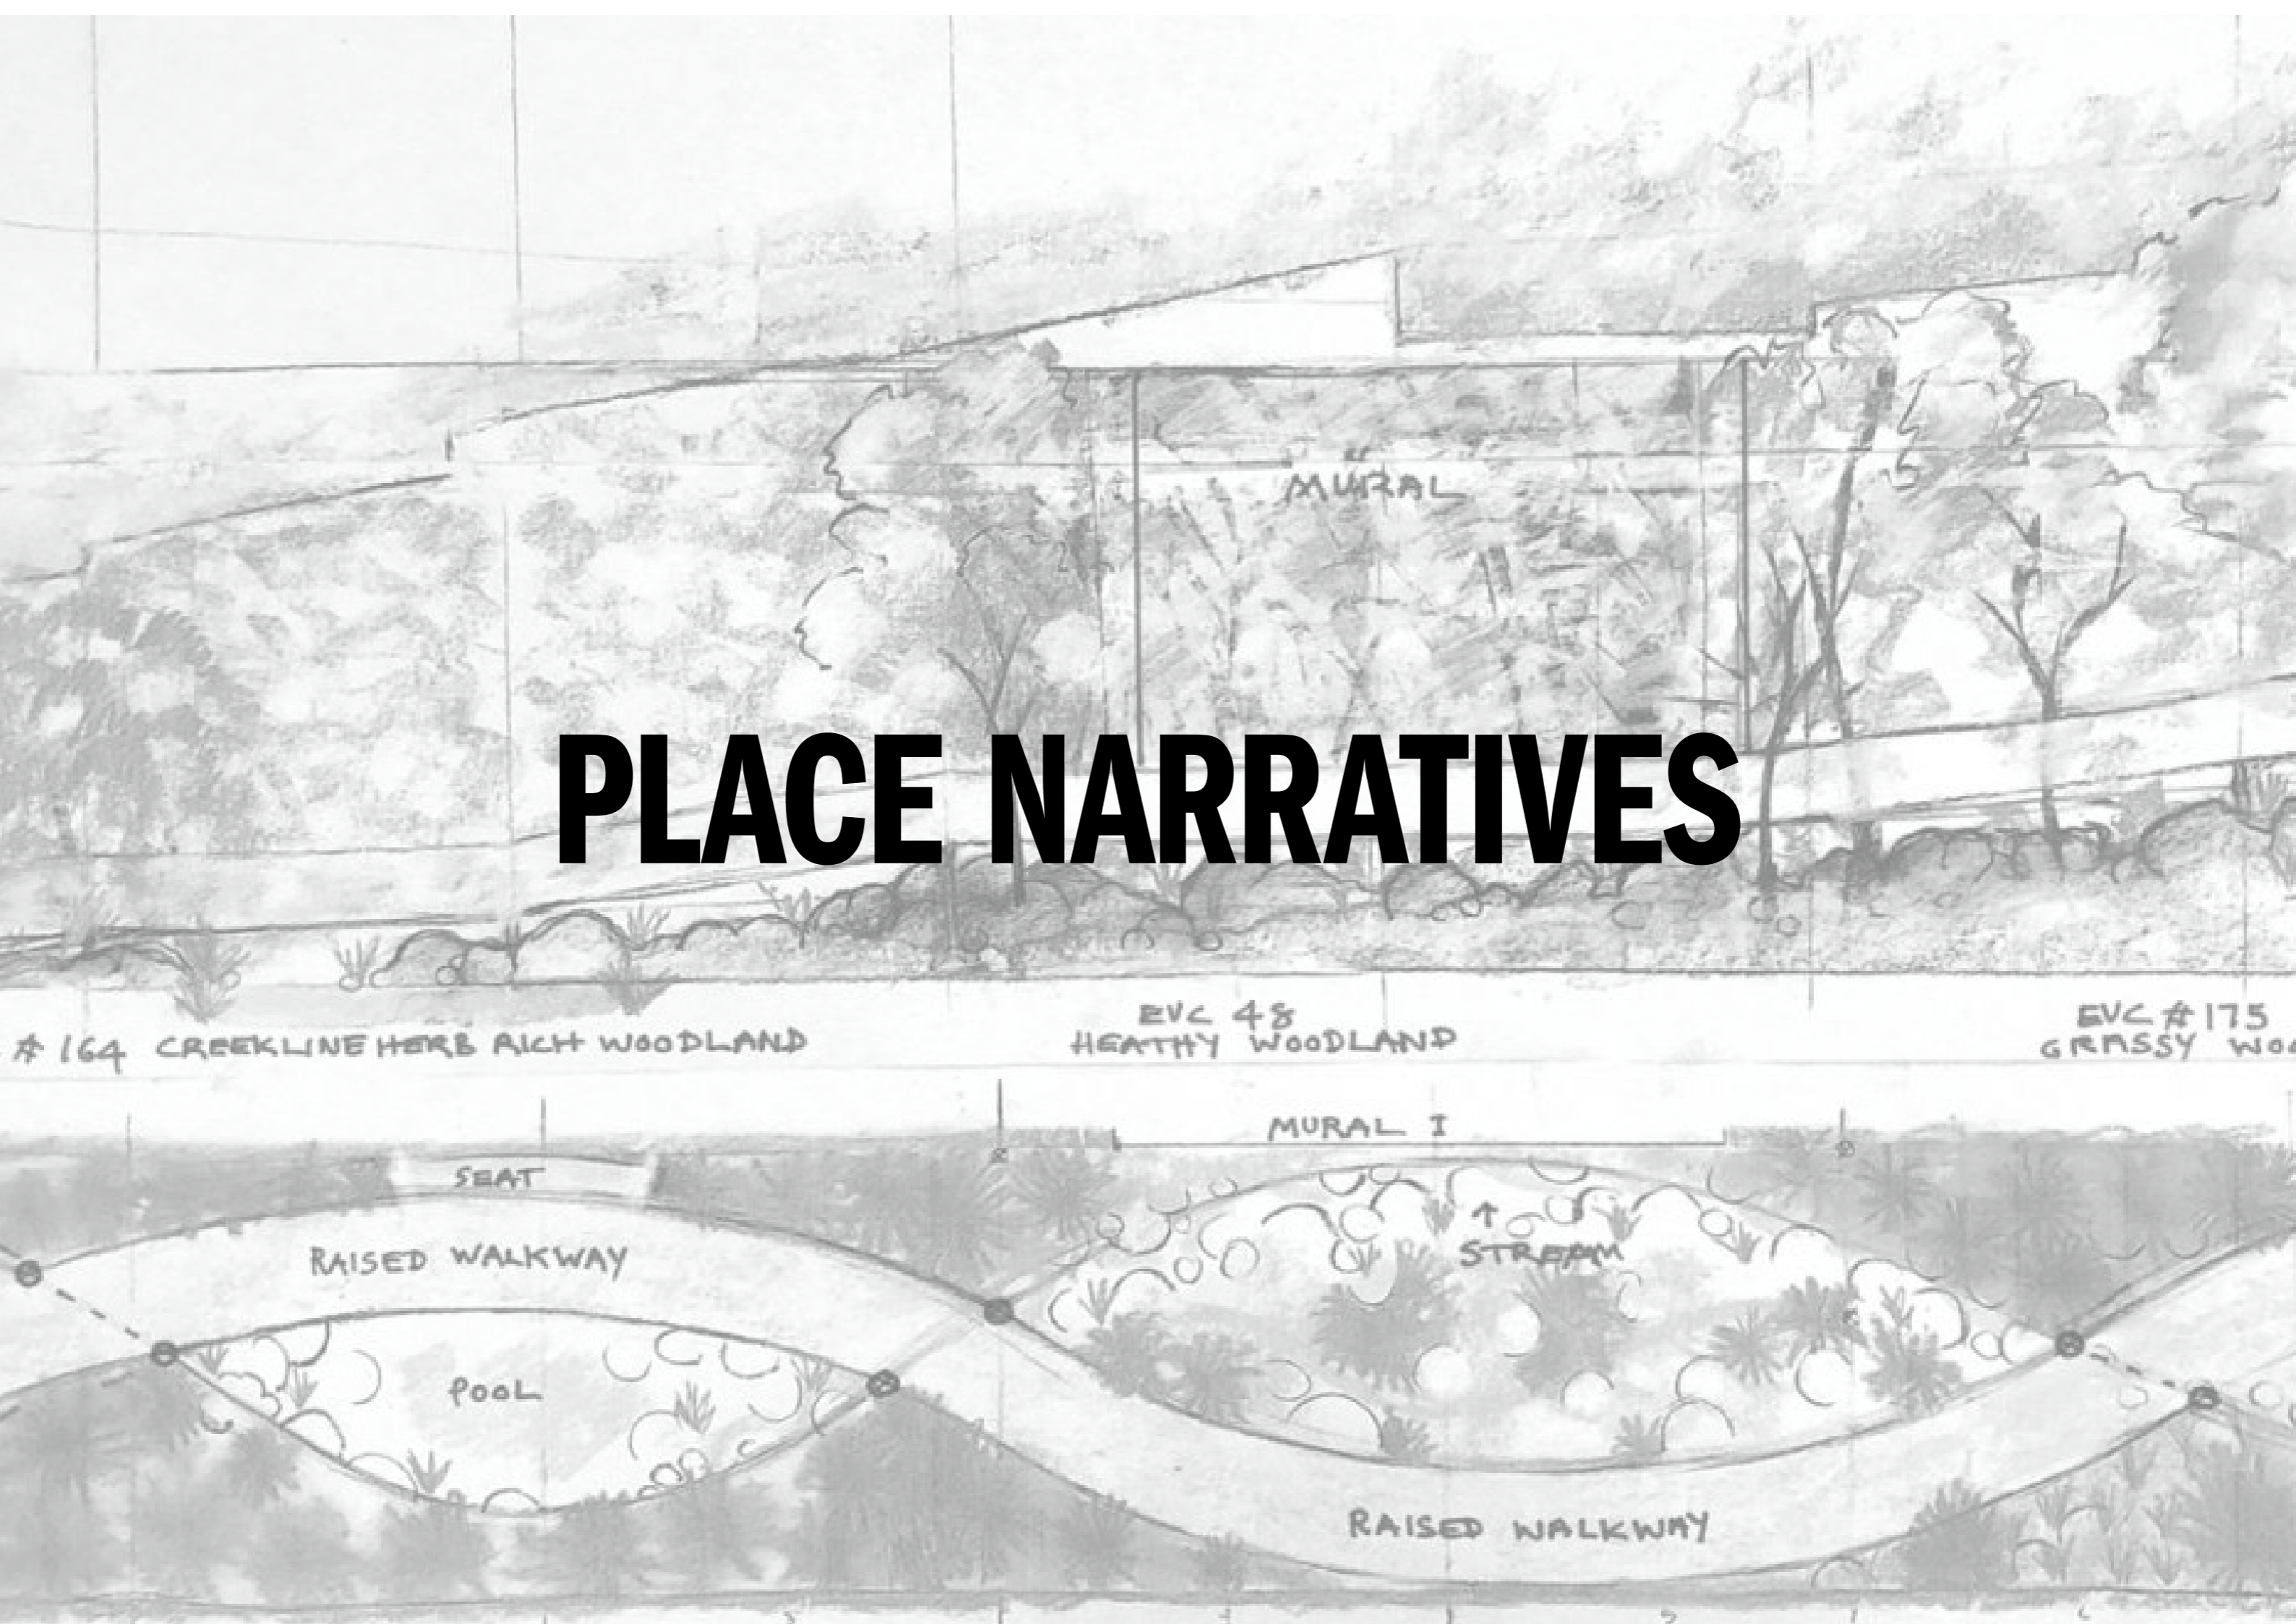 MURAL
PLACE NARRATIVES
# 164 CREEKLINE HERB RICH WOODLAND
EVC 48
HEATHY WOODLAND
EVC # 175
GRASSY
MURAL I
SEAT
RAISED WALKWAY
STREAM
POOL
RAISED WALKWAY